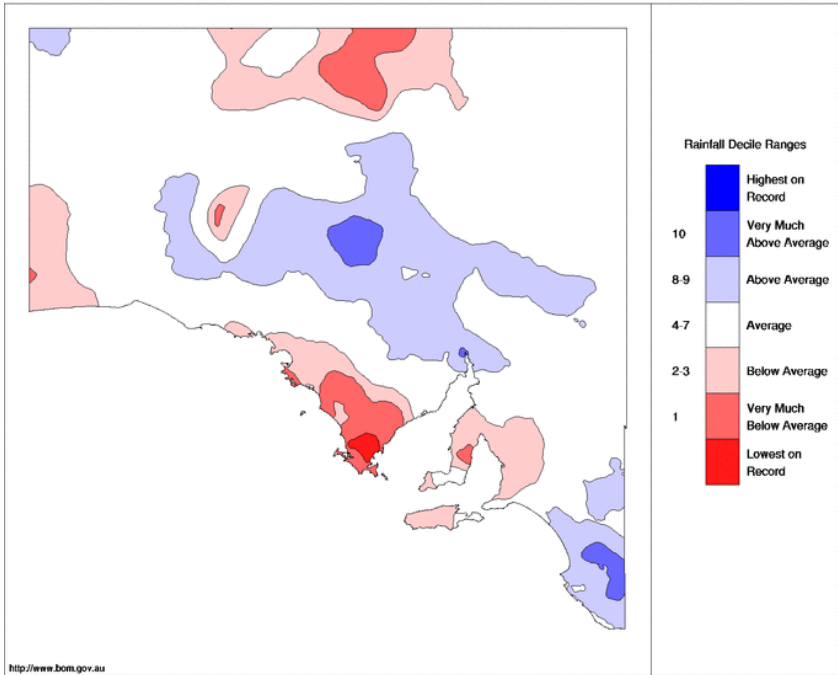 Rainfall Decile Ranges
Highest on
Record
10
Very Much
Above Average
8-9
Above Average
4-7
Average
2-3
Below Average
1
Very Much
Below Average
Lowest on
Record
http://www.bom.gov.au